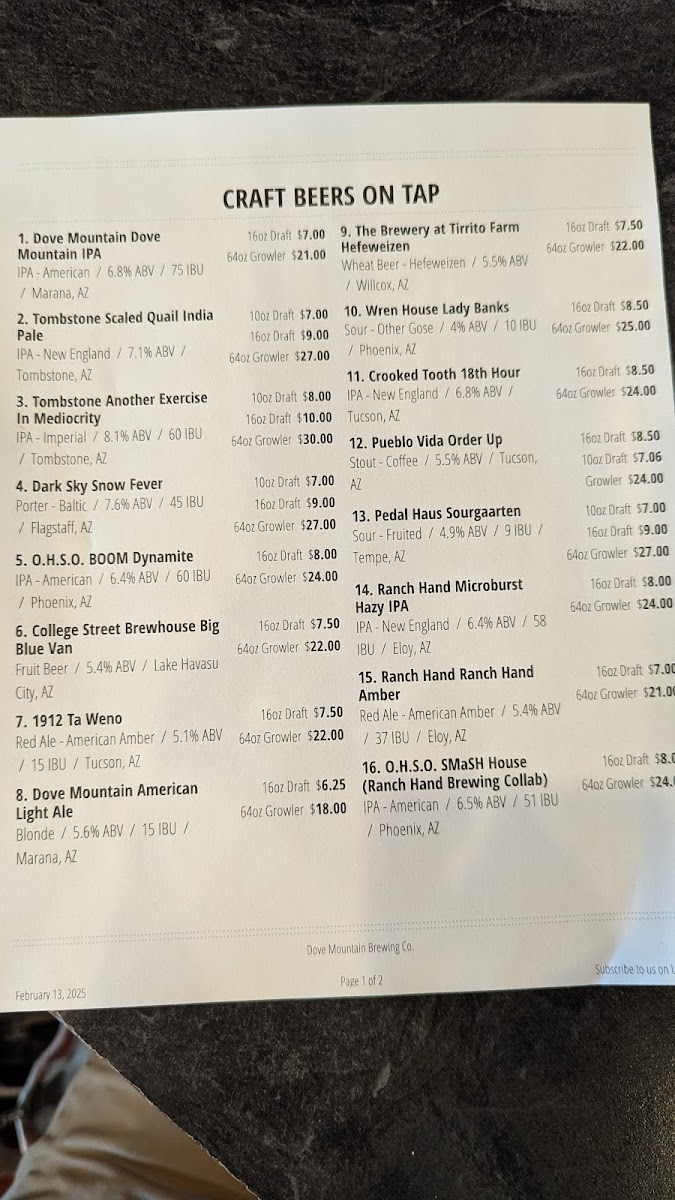 CRAFT BEERS ON TAP
1. Dove Mountain Dove
Mountain IPA
IPA - American / 6.8% ABV / 75 IBU
/ Marana, AZ
16oz Draft $7.00
64oz Growler $21.00
2. Tombstone Scaled Quail India
Pale
IPA - New England / 7.1% ABV /
Tombstone, AZ
10oz Draft $7.00
16oz Draft $9.00
64oz Growler $27.00
3. Tombstone Another Exercise
In Mediocrity
IPA - Imperial / 8.1% ABV / 60 IBU
/ Tombstone, AZ
10oz Draft $8.00
16oz Draft $10.00
64oz Growler $30.00
4. Dark Sky Snow Fever
Porter - Baltic / 7.6% ABV / 45 IBU
/ Flagstaff, AZ
10oz Draft $7.00
16oz Draft $9.00
64oz Growler $27.00
5. O.H.S.O. BOOM Dynamite
IPA - American / 6.4% ABV / 60 IBU
/ Phoenix, AZ
16oz Draft $8.00
64oz Growler $24.00
6. College Street Brewhouse Big
Blue Van
Fruit Beer / 5.4% ABV / Lake Havasu
City, AZ
16oz Draft $7.50
64oz Growler $22.00
7. 1912 Ta Weno
Red Ale - American Amber / 5.1% ABV
/ 15 IBU / Tucson, AZ
16oz Draft $7.50
64oz Growler $22.00
8. Dove Mountain American
Light Ale
Blonde / 5.6% ABV / 15 IBU /
Marana, AZ
16oz Draft $6.25
64oz Growler $18.00
9. The Brewery at Tirrito Farm
Hefeweizen
Wheat Beer - Hefeweizen / 5.5% ABV
/ Willcox, AZ
16oz Draft $7.50
64oz Growler $22.00
10. Wren House Lady Banks
Sour - Other Gose / 4% ABV / 10 IBU
/ Phoenix, AZ
16oz Draft $8.50
64oz Growler $25.00
11. Crooked Tooth 18th Hour
IPA - New England / 6.8% ABV /
Tucson, AZ
16oz Draft $8.50
64oz Growler $24.00
12. Pueblo Vida Order Up
Stout - Coffee / 5.5% ABV / Tucson,
AZ
16oz Draft $8.50
10oz Draft $7.06
Growler $24.00
13. Pedal Haus Sourgaarten
Sour - Fruited / 4.9% ABV / 9 IBU /
Tempe, AZ
10oz Draft $7.00
16oz Draft $9.00
64oz Growler $27.00
14. Ranch Hand Microburst
Hazy IPA
IPA - New England / 6.4% ABV / 58
IBU / Eloy, AZ
16oz Draft $8.00
64oz Growler $24.00
15. Ranch Hand Ranch Hand
Amber
Red Ale - American Amber / 5.4% ABV
/ 37 IBU / Eloy, AZ
16oz Draft $7.00
64oz Growler $21.00
16. O.H.S.O. SMaSH House
(Ranch Hand Brewing Collab)
IPA - American / 6.5% ABV / 51 IBU
/ Phoenix, AZ
16oz Draft $8.0
64oz Growler $24.
Dove Mountain Brewing Co.
February 13, 2025
Page 1 of 2
Subscribe to us on